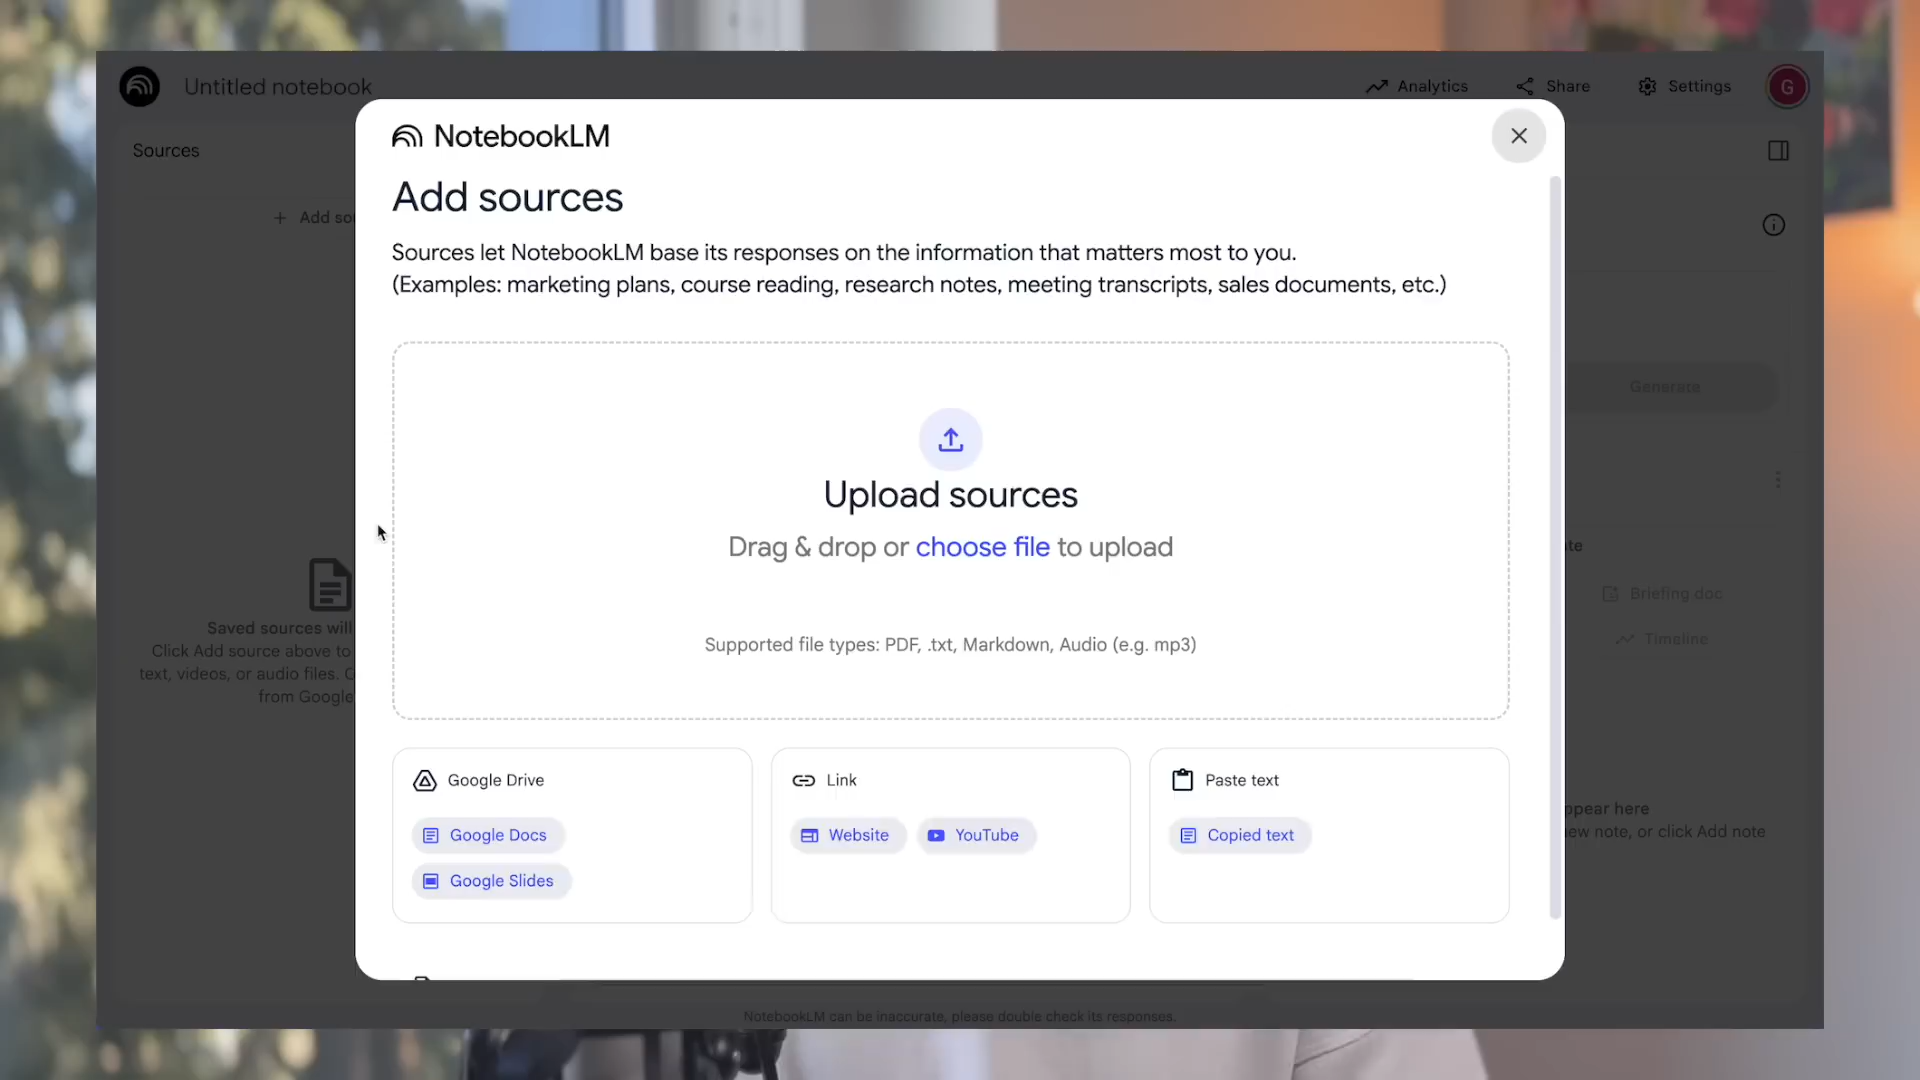 Untitled notebook
Analytics
Share
Settings
G
Sources
NotebookLM
Add sources
Sources let NotebookLM base its responses on the information that matters most to you.
(Examples: marketing plans, course reading, research notes, meeting transcripts, sales documents, etc.)
+ Add
Generate
Upload sources
Drag & drop or choose file to upload
Supported file types: PDF, .txt, Markdown, Audio (e.g. mp3)
Briefing doc
Timeline
Saved sources will
Click Add source above to
text, videos, or audio files.
from Google
Google Drive
Google Docs
Google Slides
Link
Website
YouTube
Paste text
Copied text
here
new note, or click Add note
NotebookLM can be inaccurate, please double check its responses.